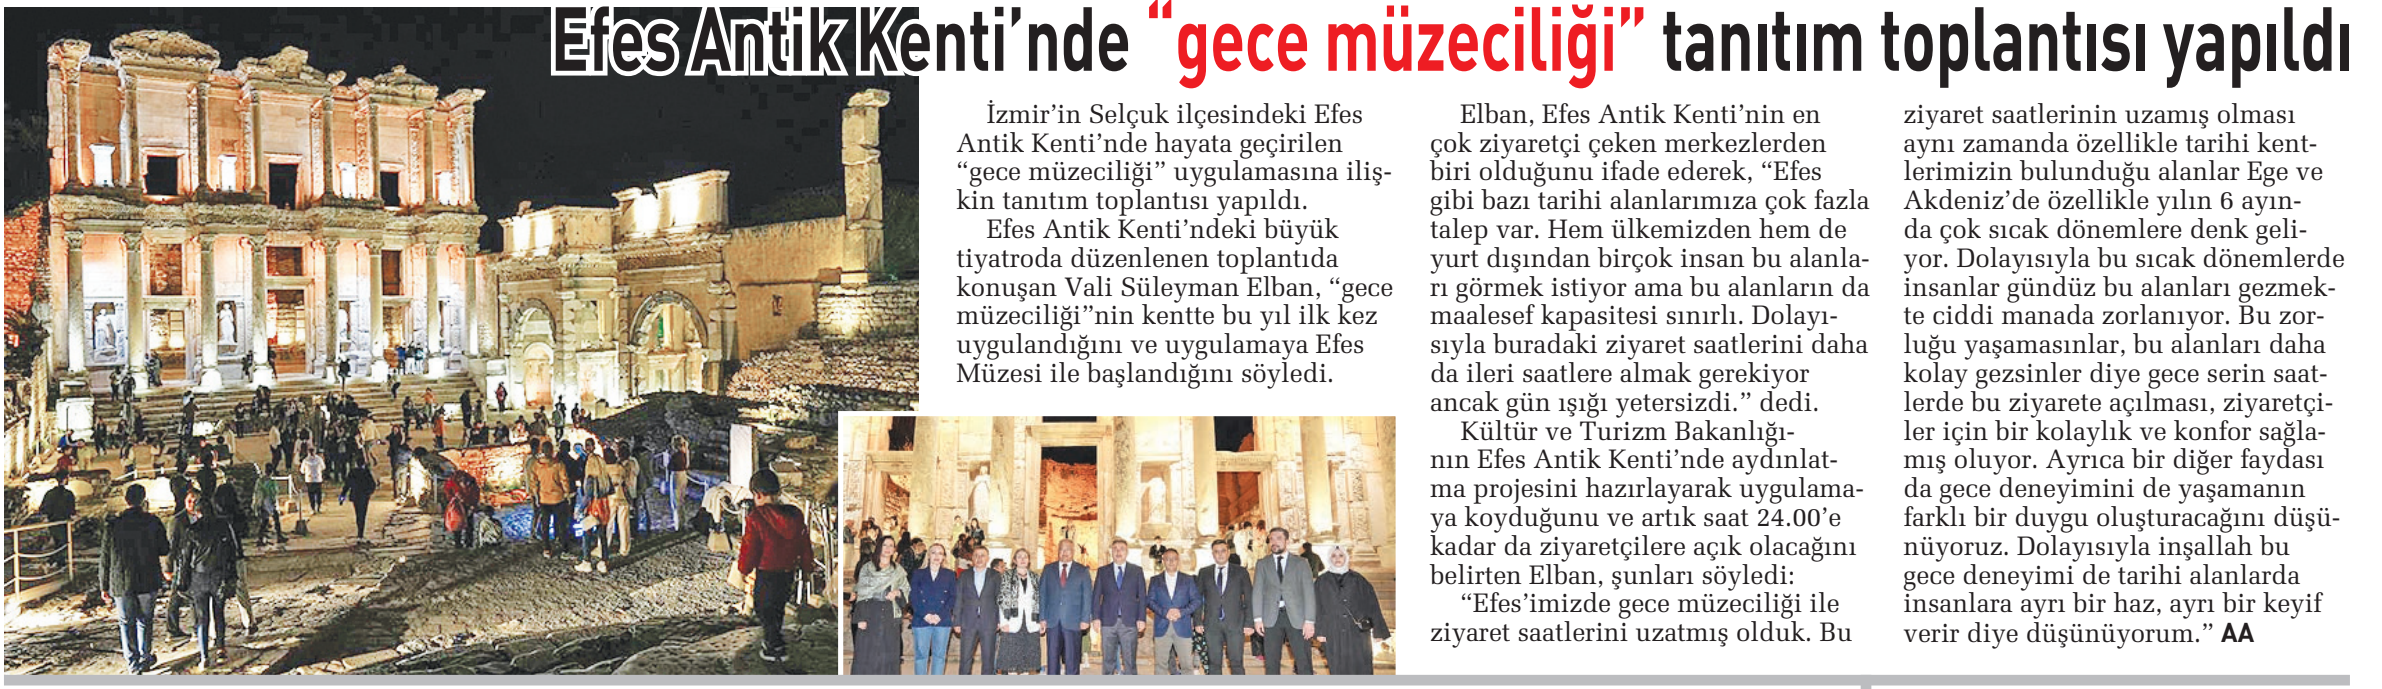 Efes Antik Kenti’nde “gece müzeciliği” tanıtım toplantısı yapıldı
İzmir’in Selçuk ilçesindeki Efes
Antik Kenti’nde hayata geçirilen
“gece müzeciliği” uygulamasına iliş-
kin tanıtım toplantısı yapıldı.
Efes Antik Kenti’ndeki büyük
tiyatroda düzenlenen toplantıda
konuşan Vali Süleyman Elban, “gece
müzeciliği”nin kentte bu yıl ilk kez
uygulandığını ve uygulamaya Efes
Müzesi ile başlandığını söyledi.
Elban, Efes Antik Kenti’nin en
çok ziyaretçi çeken merkezlerden
biri olduğunu ifade ederek, “Efes
gibi bazı tarihi alanlarımıza çok fazla
talep var. Hem ülkemizden hem de
yurt dışından birçok insan bu alanla-
rı görmek istiyor ama bu alanların da
maalesef kapasitesi sınırlı. Dolayı-
sıyla buradaki ziyaret saatlerini daha
da ileri saatlere almak gerekiyor
ancak gün ışığı yetersizdi.” dedi.
Kültür ve Turizm Bakanlığı-
nın Efes Antik Kenti’nde aydınlat-
ma projesini hazırlayarak uygulama-
ya koyduğunu ve artık saat 24.00’e
kadar da ziyaretçilere açık olacağını
belirten Elban, şunları söyledi:
“Efes’imizde gece müzeciliği ile
ziyaret saatlerini uzatmış olduk. Bu
ziyaret saatlerinin uzamış olması
aynı zamanda özellikle tarihi kent-
lerimizin bulunduğu alanlar Ege ve
Akdeniz’de özellikle yılın 6 ayın-
da çok sıcak dönemlere denk geli-
yor. Dolayısıyla bu sıcak dönemlerde
insanlar gündüz bu alanları gezmek-
te ciddi manada zorlanıyor. Bu zor-
luğu yaşamasınlar, bu alanları daha
kolay gezsinler diye gece serin saat-
lerde bu ziyarete açılması, ziyaretçi-
ler için bir kolaylık ve konfor sağla-
mış oluyor. Ayrıca bir diğer faydası
da gece deneyimini de yaşamanın
farklı bir duygu oluşturacağını düşü-
nüyoruz. Dolayısıyla inşallah bu
gece deneyimi de tarihi alanlarda
insanlara ayrı bir haz, ayrı bir keyif
verir diye düşünüyorum.” AA